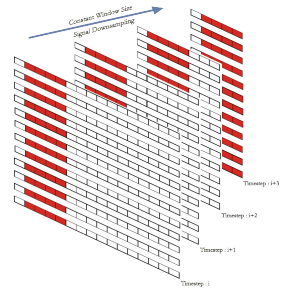 Constant Window Size
Signal Downsampling
Timestep : i+3
Timestep : i+2
Timestep : i+1
Timestep : i